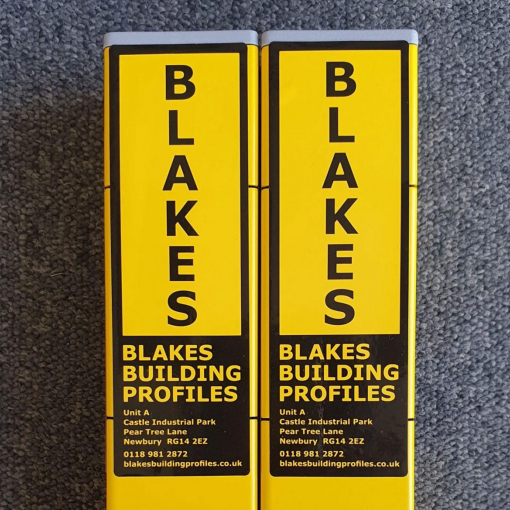 BLAKES
BLAKES
BUILDING
PROFILES
Unit A
Castle Industrial Park
Pear Tree Lane
Newbury RG14 2EZ
0118 981 2872
blakesbuildingprofiles.co.uk
BLAKES
BLAKES
BUILDING
PROFILES
Unit A
Castle Industrial Park
Pear Tree Lane
Newbury RG14 2EZ
0118 981 2872
blakesbuildingprofiles.co.uk